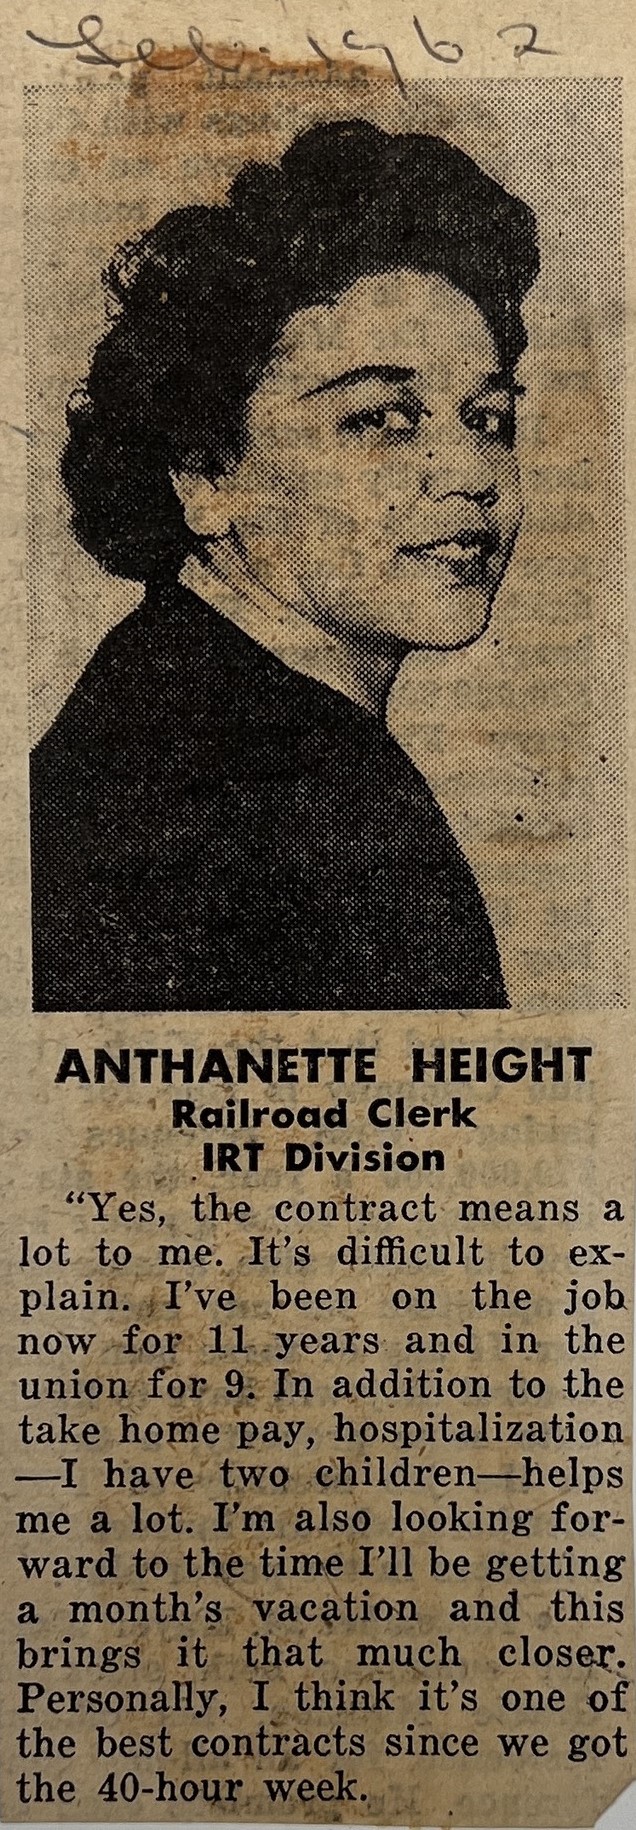 Feb. 1962
ANTHANETTE HEIGHT
Railroad Clerk
IRT Division
“Yes, the contract means a
lot to me. It’s difficult to ex-
plain. I’ve been on the job
now for 11 years and in the
union for 9. In addition to the
take home pay, hospitalization
—I have two children—helps
me a lot. I’m also looking for-
ward to the time I’ll be getting
a month’s vacation and this
brings it that much closer.
Personally, I think it’s one of
the best contracts since we got
the 40-hour week.